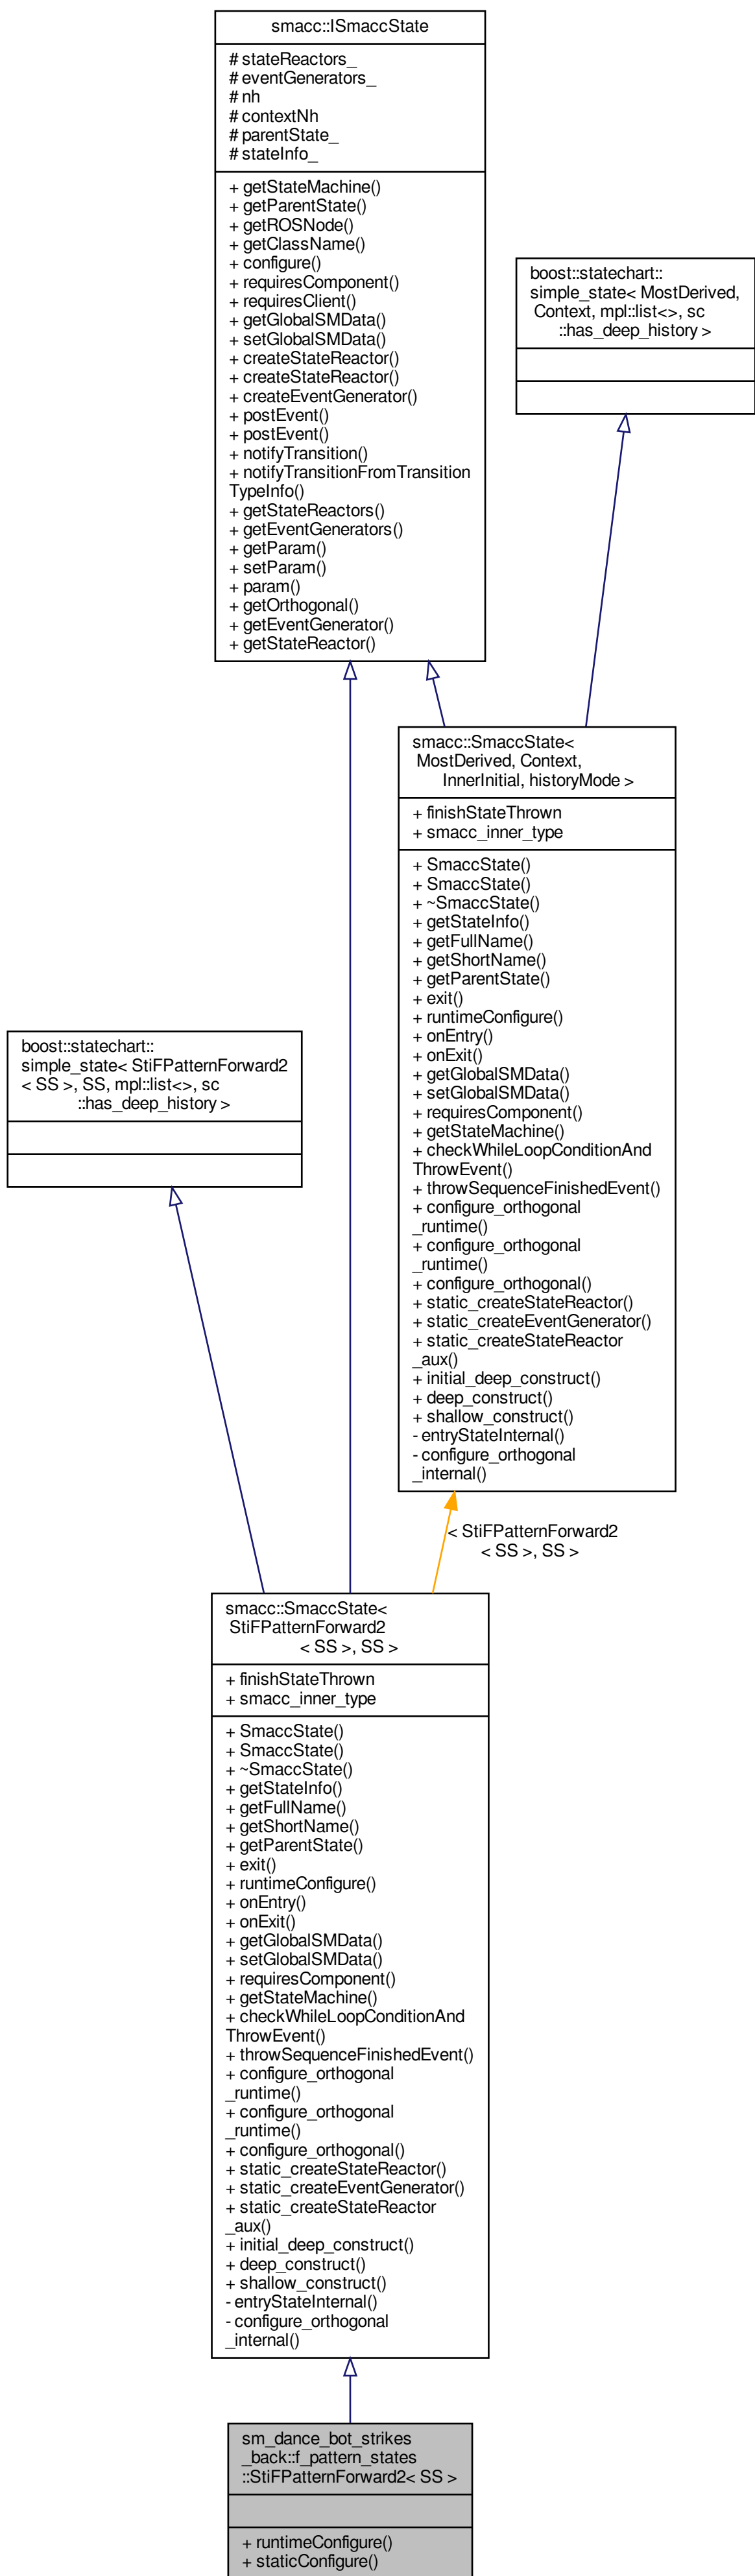 smacc::ISmaccState
# stateReactors_
# eventGenerators_
# nh
# contextNh
# parentState_
# stateInfo_
+ getStateMachine()
+ getParentState()
+ getROSNode()
+ getClassName()
+ configure()
+ requiresComponent()
+ requiresClient()
+ getGlobalSMData()
+ setGlobalSMData()
+ createStateReactor()
+ createStateReactor()
+ createEventGenerator()
+ postEvent()
+ postEvent()
+ notifyTransition()
+ notifyTransitionFromTransition
TypeInfo()
+ getStateReactors()
+ getEventGenerators()
+ getParam()
+ setParam()
+ param()
+ getOrthogonal()
+ getEventGenerator()
+ getStateReactor()
boost::statechart::
simple_state< MostDerived,
Context, mpl::list<>, sc
::has_deep_history >
smacc::SmaccState<
MostDerived, Context,
InnerInitial, historyMode >
+ finishStateThrown
+ smacc_inner_type
+ SmaccState()
+ SmaccState()
+ ~SmaccState()
+ getStateInfo()
+ getFullName()
+ getShortName()
+ getParentState()
+ exit()
+ runtimeConfigure()
+ onEntry()
+ onExit()
+ getGlobalSMData()
+ setGlobalSMData()
+ requiresComponent()
+ getStateMachine()
+ checkWhileLoopConditionAnd
ThrowEvent()
+ throwSequenceFinishedEvent()
+ configure_orthogonal
_runtime()
+ configure_orthogonal
_runtime()
+ configure_orthogonal()
+ static_createStateReactor()
+ static_createEventGenerator()
+ static_createStateReactor
_aux()
+ initial_deep_construct()
+ deep_construct()
+ shallow_construct()
- entryStateInternal()
- configure_orthogonal
_internal()
boost::statechart::
simple_state< StiFPatternForward2
< SS >, SS, mpl::list<>, sc
::has_deep_history >
< StiFPatternForward2
< SS >, SS >
smacc::SmaccState<
StiFPatternForward2
< SS >, SS >
+ finishStateThrown
+ smacc_inner_type
+ SmaccState()
+ SmaccState()
+ ~SmaccState()
+ getStateInfo()
+ getFullName()
+ getShortName()
+ getParentState()
+ exit()
+ runtimeConfigure()
+ onEntry()
+ onExit()
+ getGlobalSMData()
+ setGlobalSMData()
+ requiresComponent()
+ getStateMachine()
+ checkWhileLoopConditionAnd
ThrowEvent()
+ throwSequenceFinishedEvent()
+ configure_orthogonal
_runtime()
+ configure_orthogonal
_runtime()
+ configure_orthogonal()
+ static_createStateReactor()
+ static_createEventGenerator()
+ static_createStateReactor
_aux()
+ initial_deep_construct()
+ deep_construct()
+ shallow_construct()
- entryStateInternal()
- configure_orthogonal
_internal()
sm_dance_bot_strikes
_back::f_pattern_states
::StiFPatternForward2< SS >
+ runtimeConfigure()
+ staticConfigure()